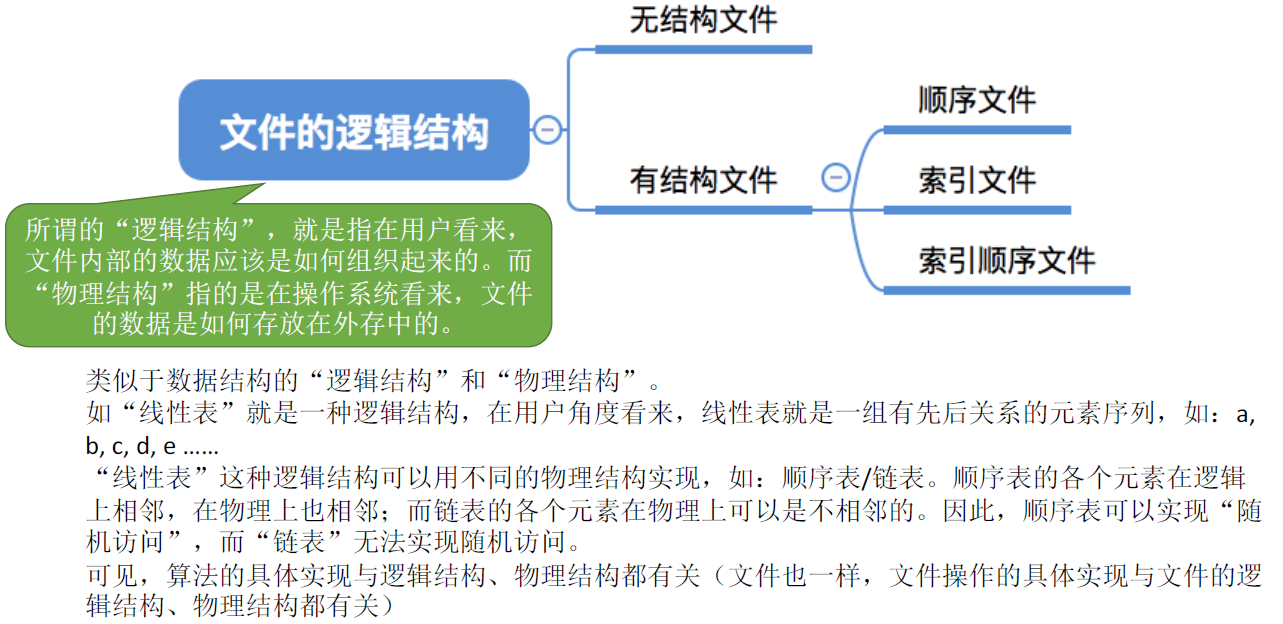 无结构文件
文件的逻辑结构
顺序文件
有结构文件
索引文件
索引顺序文件
所谓的“逻辑结构”，就是指在用户看来，
文件内部的数据应该是如何组织起来的。而
“物理结构”指的是在操作系统看来，文件
的数据是如何存放在外存中的。
类似于数据结构的“逻辑结构”和“物理结构”。
如“线性表”就是一种逻辑结构，在用户角度看来，线性表就是一组有先后关系的元素序列，如：a,
b, c, d, e ……
“线性表”这种逻辑结构可以用不同的物理结构实现，如：顺序表/链表。顺序表的各个元素在逻辑
上相邻，在物理上也相邻；而链表的各个元素在物理上可以是不相邻的。因此，顺序表可以实现“随
机访问”，而“链表”无法实现随机访问。
可见，算法的具体实现与逻辑结构、物理结构都有关（文件也一样，文件操作的具体实现与文件的逻
辑结构、物理结构都有关）